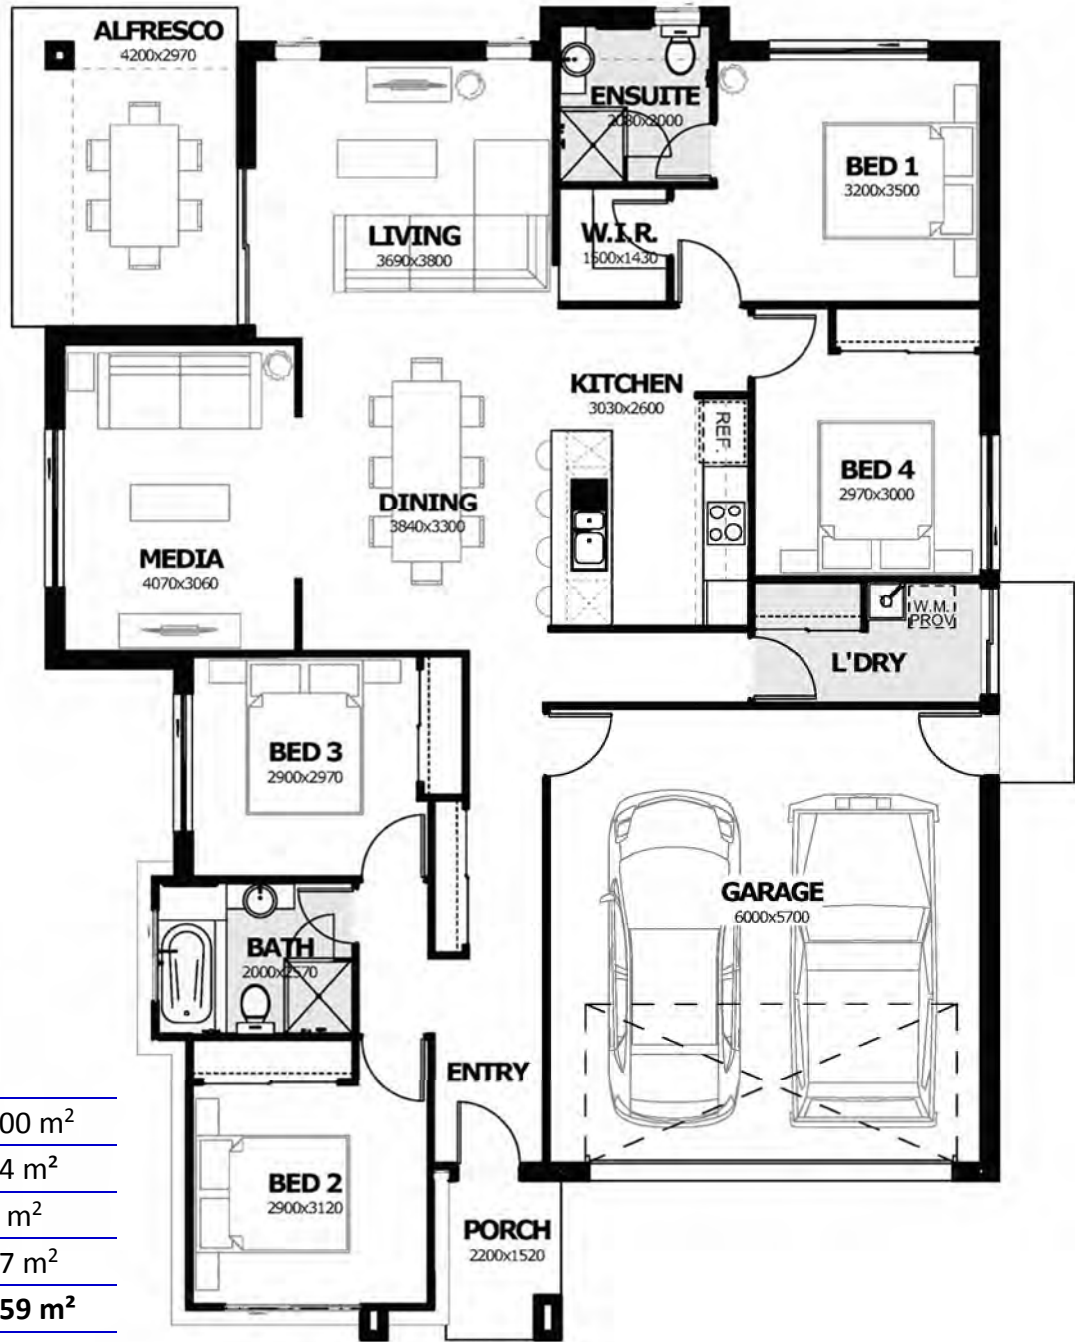 ALFRESCO
4200x2970
ENSUITE
2080x2000
BED 1
3200x3500
LIVING
3690x3800
W.I.R.
1500x1430
KITCHEN
3030x2600
REF.
BED 4
2970x3000
DINING
3840x3300
MEDIA
4070x3060
W.M.
PROV
L'DRY
BED 3
2900x2970
GARAGE
6000x5700
BATH
2000x2570
ENTRY
BED 2
2900x3120
PORCH
2200x1520
00 m²
4 m²
m²
7 m²
59 m²